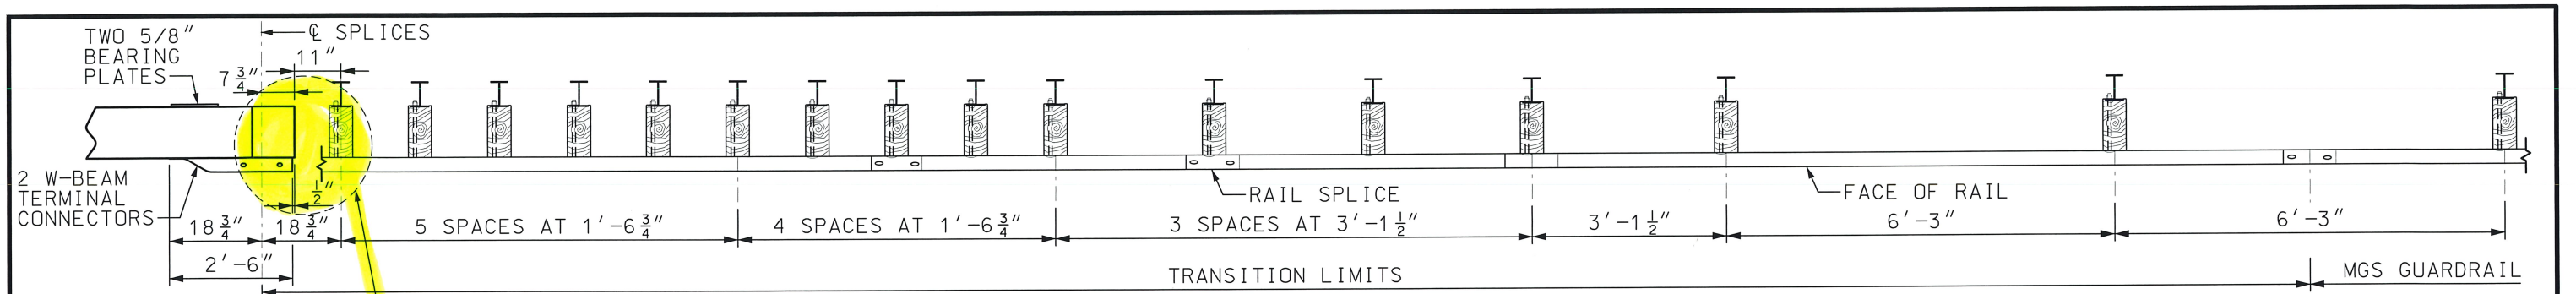 TWO 5/8"
BEARING
PLATES
℄ SPLICES
11"
7 3/4"
2 W-BEAM
TERMINAL
CONNECTORS
1/2"
RAIL SPLICE
FACE OF RAIL
18 3/4"
18 3/4"
5 SPACES AT 1'-6 3/4"
4 SPACES AT 1'-6 3/4"
3 SPACES AT 3'-1 1/2"
3'-1 1/2"
6'-3"
6'-3"
2'-6"
TRANSITION LIMITS
MGS GUARDRAIL